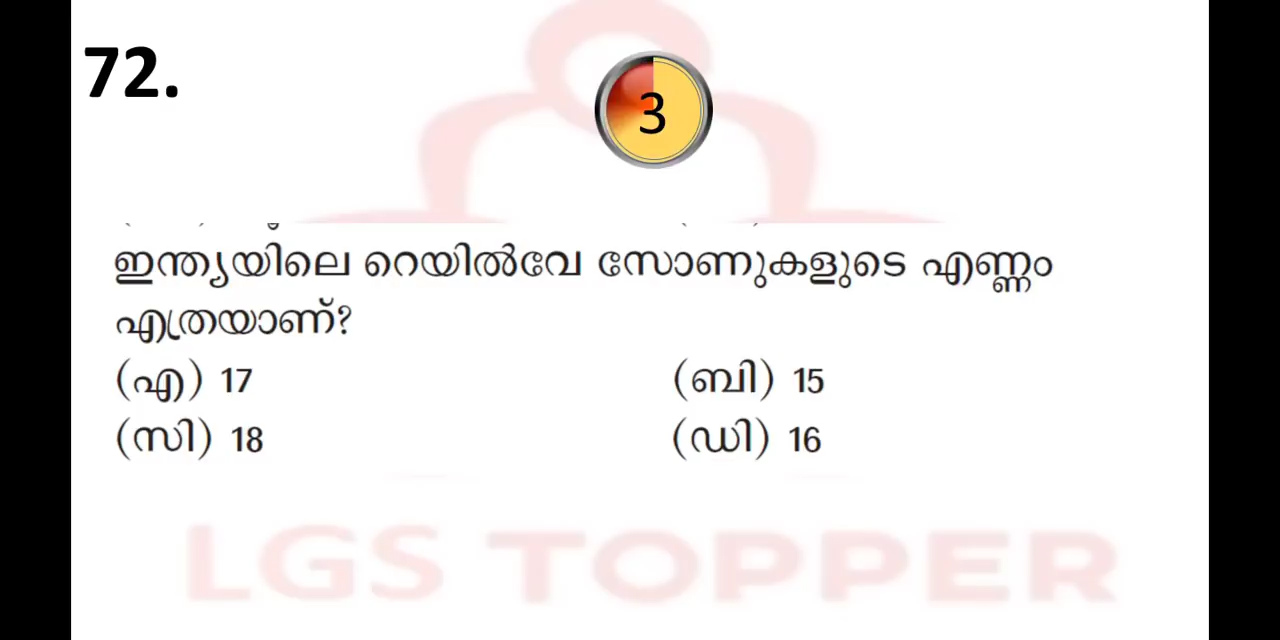 72.
3
ഇന്ത്യയിലെ റെയിൽവേ സോണുകളുടെ എണ്ണം
എത്രയാണ്?
(എ) 17 (ബി) 15
(സി) 18 (ഡി) 16
LGS TOPPER